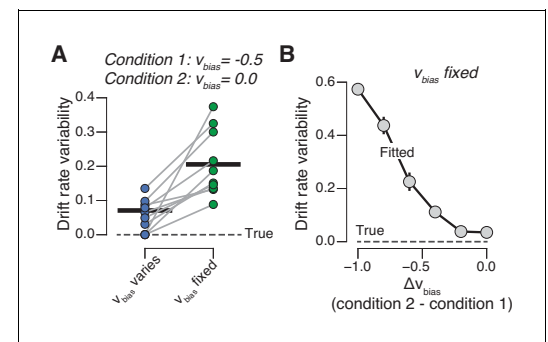 A
Condition 1: v_bias= -0.5
Condition 2: v_bias= 0.0
Drift rate variability
0.4
0.3
0.2
0.1
0.0
True
v_bias varies
v_bias fixed
B
v_bias fixed
Drift rate variability
0.6
0.4
0.2
0.0
Fitted
True
−1.0
−0.5
0.0
Δv_bias
(condition 2 - condition 1)